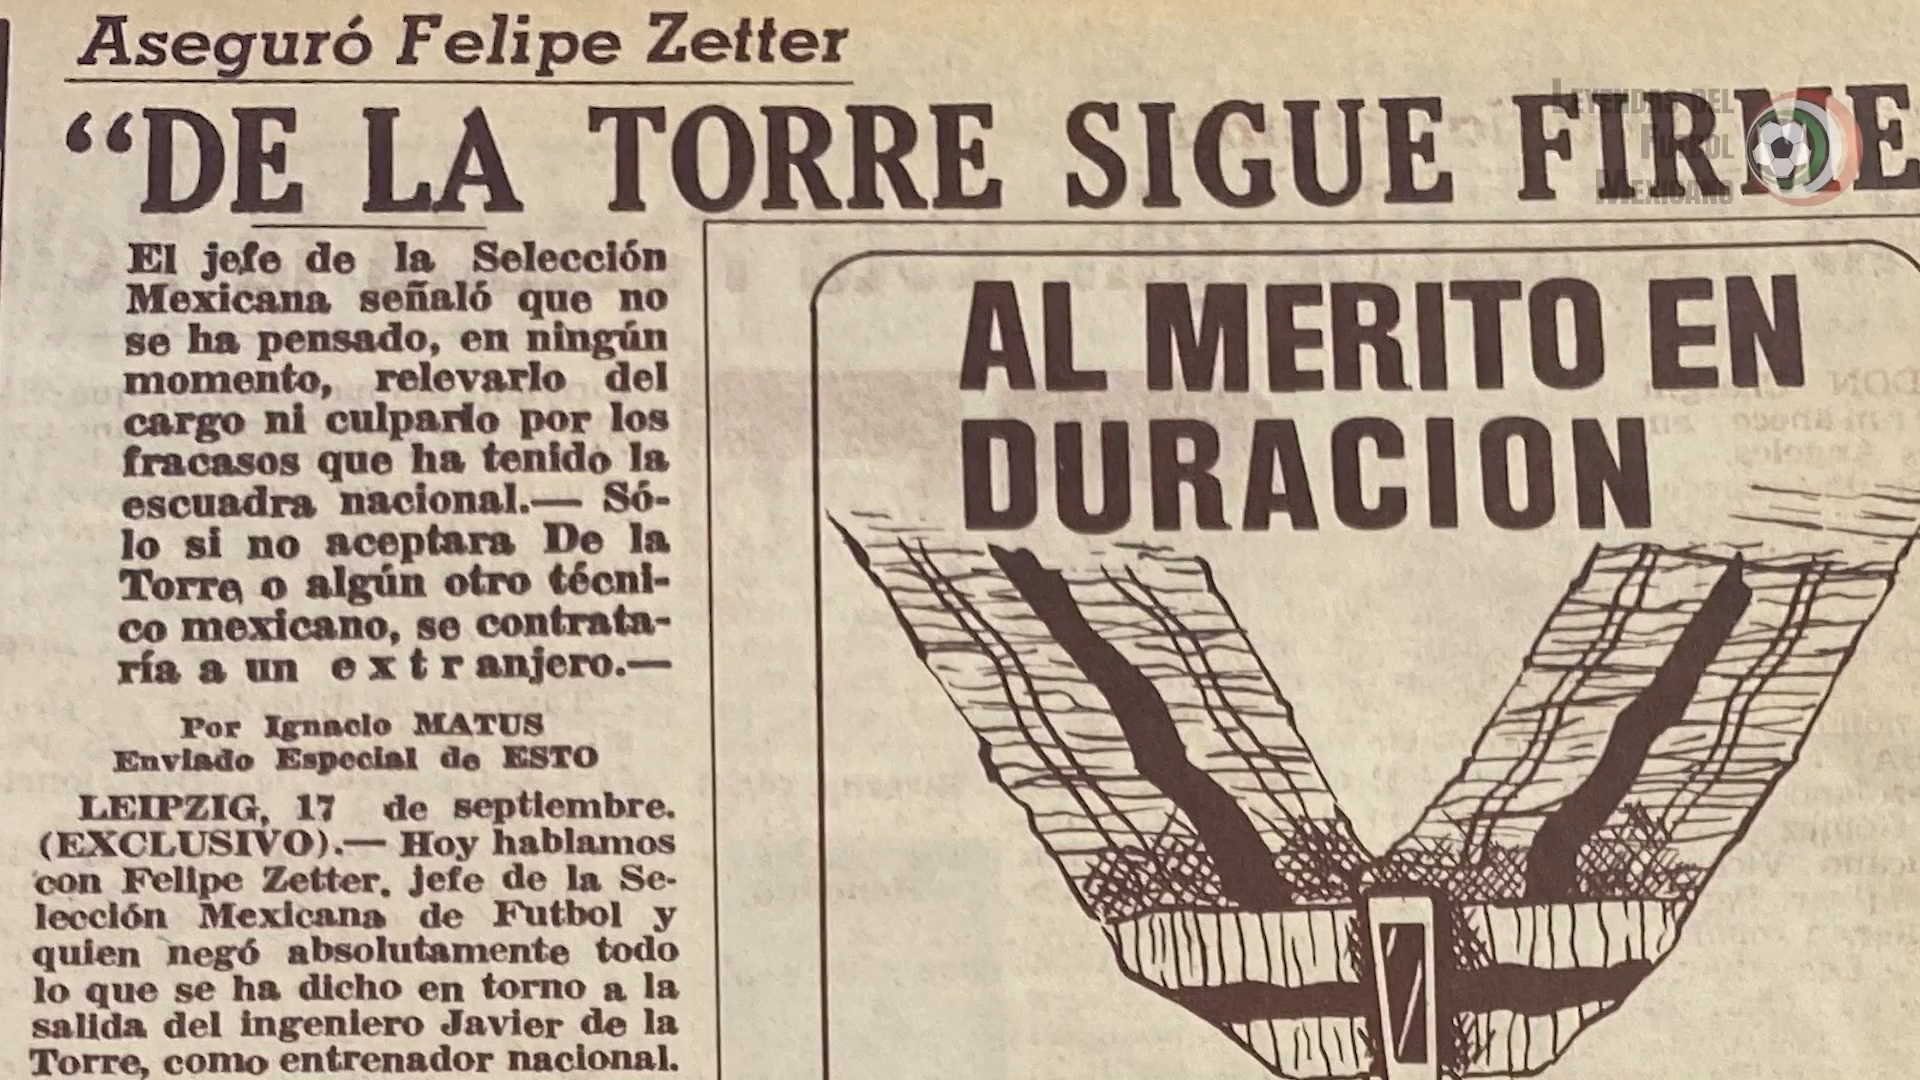 Aseguró Felipe Zetter
“DE LA TORRE SIGUE FIRME
LEYENDAS DEL
FUTBOL
MEXICANO
El jefe de la Selección
Mexicana señaló que no
se ha pensado, en ningún
momento, relevarlo del
cargo ni culparlo por los
fracasos que ha tenido la
escuadra nacional.— Só-
lo si no aceptara De la
Torre o algún otro técni-
co mexicano, se contrata-
ría a un extranjero.—
Por Ignacio MATUS
Enviado Especial de ESTO
LEIPZIG, 17 de septiembre.
(EXCLUSIVO).— Hoy hablamos
con Felipe Zetter, jefe de la Se-
lección Mexicana de Futbol y
quien negó absolutamente todo
lo que se ha dicho en torno a la
salida del ingeniero Javier de la
Torre, como entrenador nacional.
AL MERITO EN
DURACION